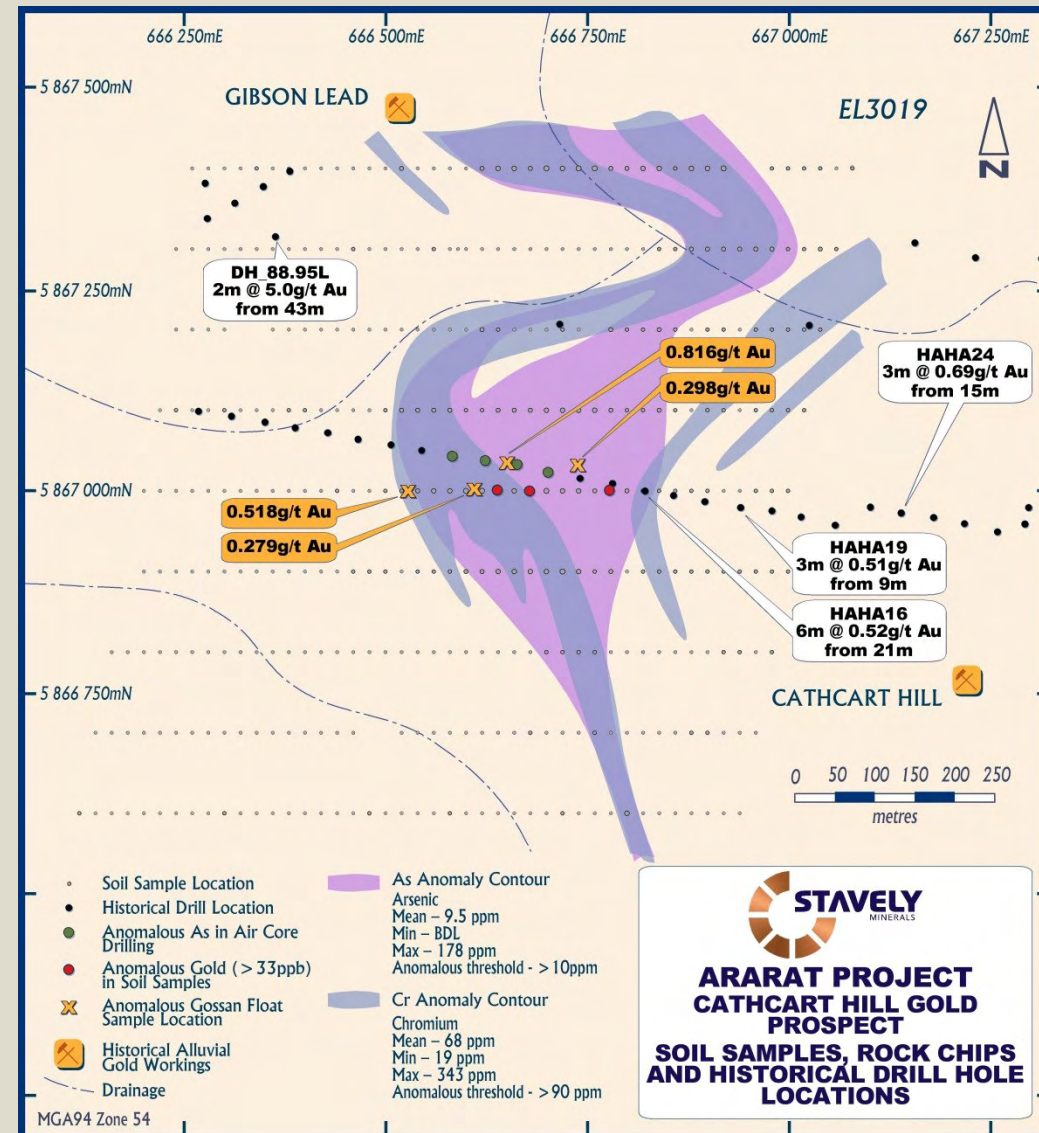 666 250mE
666 500mE
666 750mE
667 000mE
667 250mE
5 867 500mN
GIBSON LEAD
EL3019
N
DH_88.95L
2m @ 5.0g/t Au
from 43m
5 867 250mN
0.816g/t Au
0.298g/t Au
HAHA24
3m @ 0.69g/t Au
from 15m
5 867 000mN
0.518g/t Au
0.279g/t Au
HAHA19
3m @ 0.51g/t Au
from 9m
HAHA16
6m @ 0.52g/t Au
from 21m
5 866 750mN
CATHCART HILL
0 50 100 150 200 250
metres
Soil Sample Location
Historical Drill Location
Anomalous As in Air Core
Drilling
Anomalous Gold (>33ppb)
in Soil Samples
Anomalous Gossan Float
Sample Location
Historical Alluvial
Gold Workings
Drainage
MGA94 Zone 54
As Anomaly Contour
Arsenic
Mean – 9.5 ppm
Min – BDL
Max – 178 ppm
Anomalous threshold - >10ppm
Cr Anomaly Contour
Chromium
Mean – 68 ppm
Min – 19 ppm
Max – 343 ppm
Anomalous threshold - >90 ppm
STAVELY
MINERALS
ARARAT PROJECT
CATHCART HILL GOLD
PROSPECT
SOIL SAMPLES, ROCK CHIPS
AND HISTORICAL DRILL HOLE
LOCATIONS